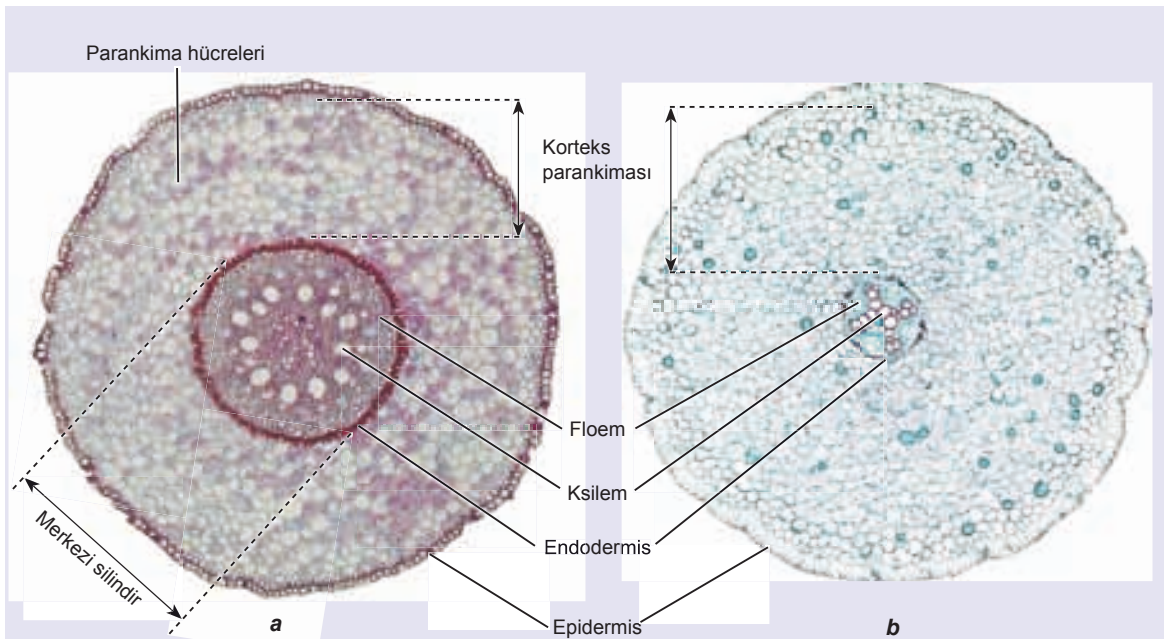 Parankima hücreleri
Korteks
parankiması
Floem
Ksilem
Endodermis
Epidermis
Merkezi silindir
a
b